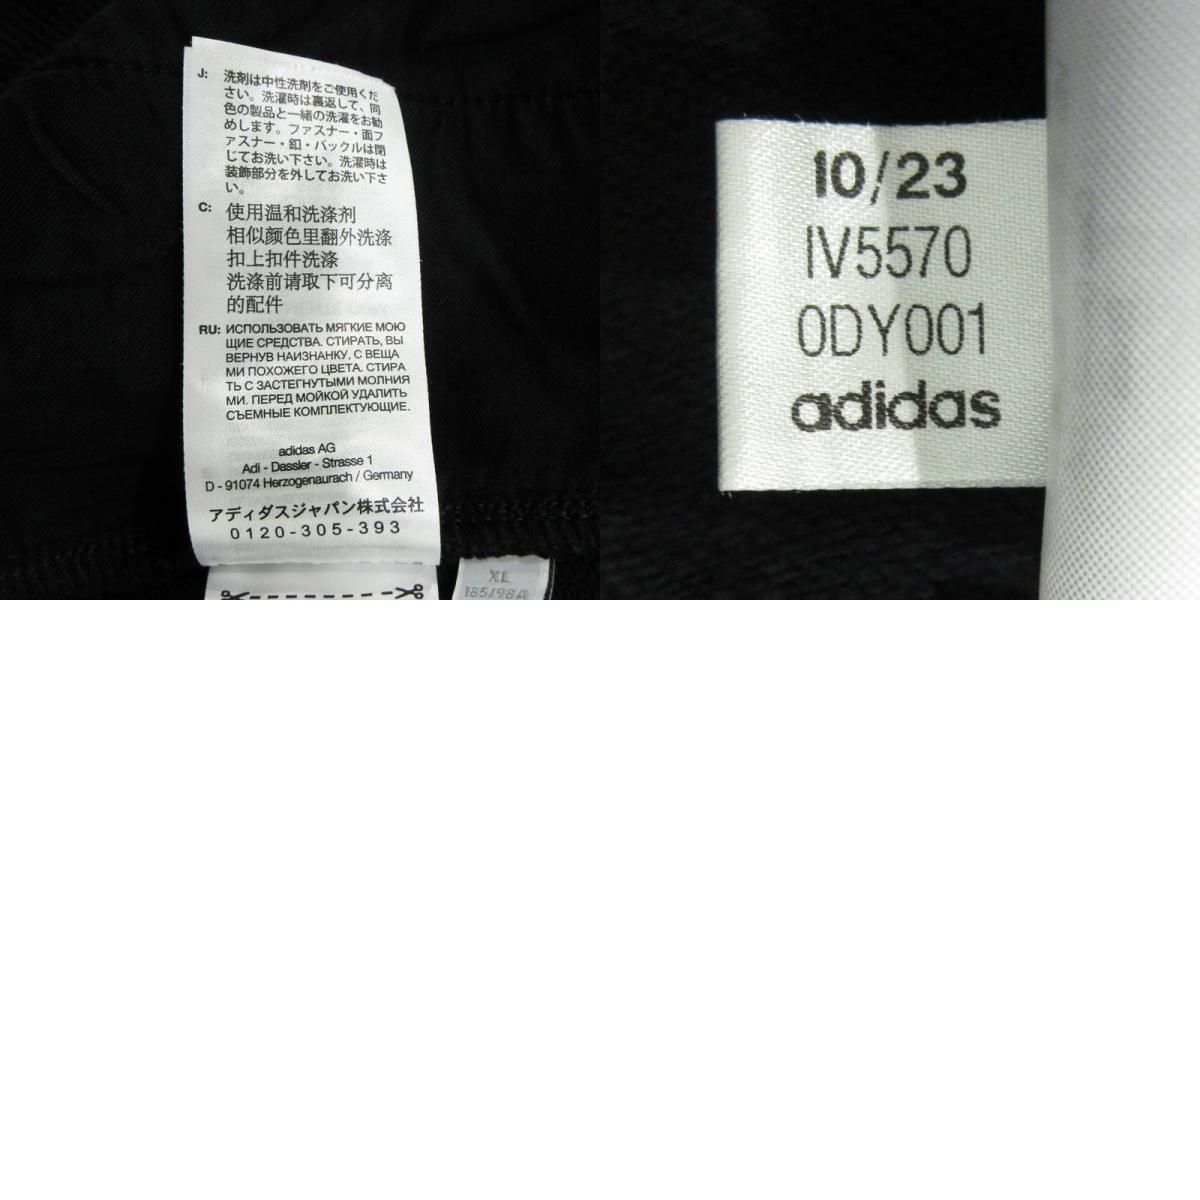 J: 洗剤は中性洗剤をご使用くだ
さい。洗濯時は裏返して、同
色の製品と一緒の洗濯をお勧
めします。ファスナー・面フ
ァスナー・釦・バックルは閉
じてお洗い下さい。洗濯時は
装飾部分を外してお洗い下さ
い。
C: 使用温和洗涤剂
相似颜色里翻外洗涤
扣上扣件洗涤
洗涤前请取下可分离
的配件
RU: ИСПОЛЬЗОВАТЬ МЯГКИЕ МОЮ
ЩИЕ СРЕДСТВА. СТИРАТЬ, ВЫ
ВЕРНУВ НАИЗНАНКУ, С ВЕЩА
МИ ПОХОЖЕГО ЦВЕТА. СТИРА
ТЬ С ЗАСТЕГНУТЫМИ МОЛНИЯ
МИ. ПЕРЕД МОЙКОЙ УДАЛИТЬ
СЪЕМНЫЕ КОМПЛЕКТУЮЩИЕ.
adidas AG
Adi - Dassler - Strasse 1
D - 91074 Herzogenaurach / Germany
アディダスジャパン株式会社
0120-305-393
XL
185/98A
10/23
IV5570
0DY001
adidas